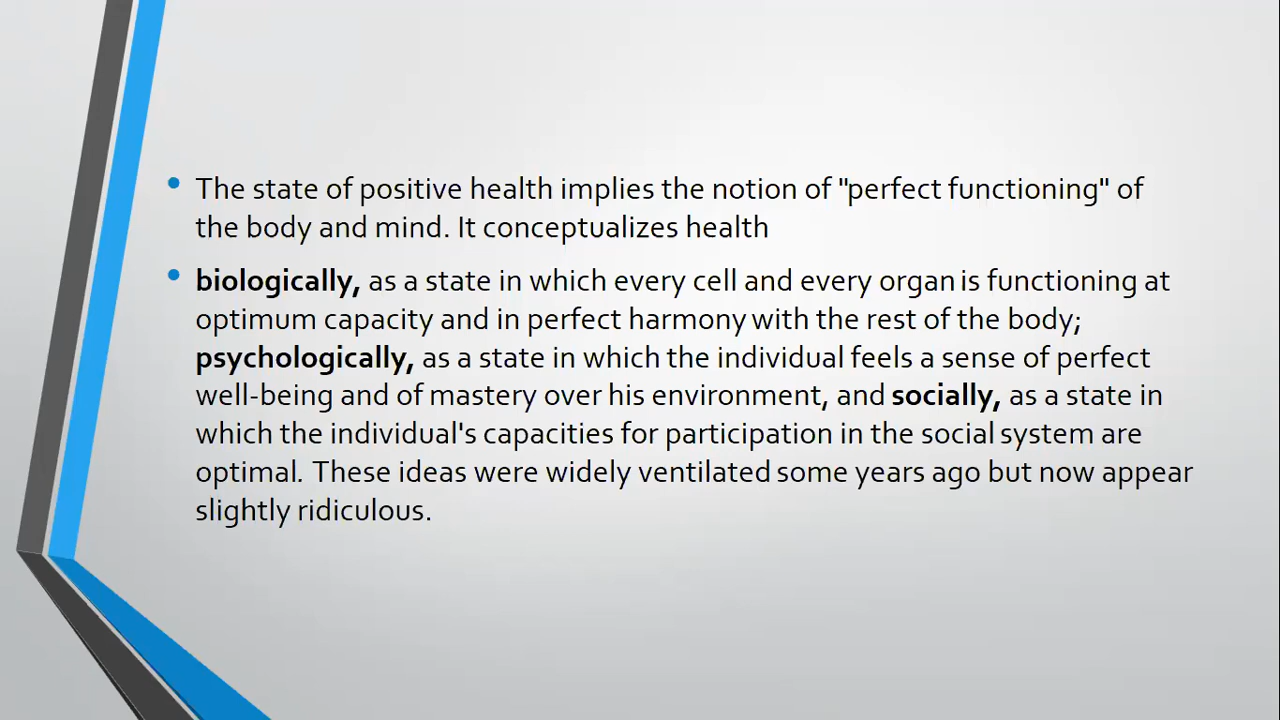 The state of positive health implies the notion of "perfect functioning" of
the body and mind. It conceptualizes health
biologically, as a state in which every cell and every organ is functioning at
optimum capacity and in perfect harmony with the rest of the body;
psychologically, as a state in which the individual feels a sense of perfect
well-being and of mastery over his environment, and socially, as a state in
which the individual's capacities for participation in the social system are
optimal. These ideas were widely ventilated some years ago but now appear
slightly ridiculous.